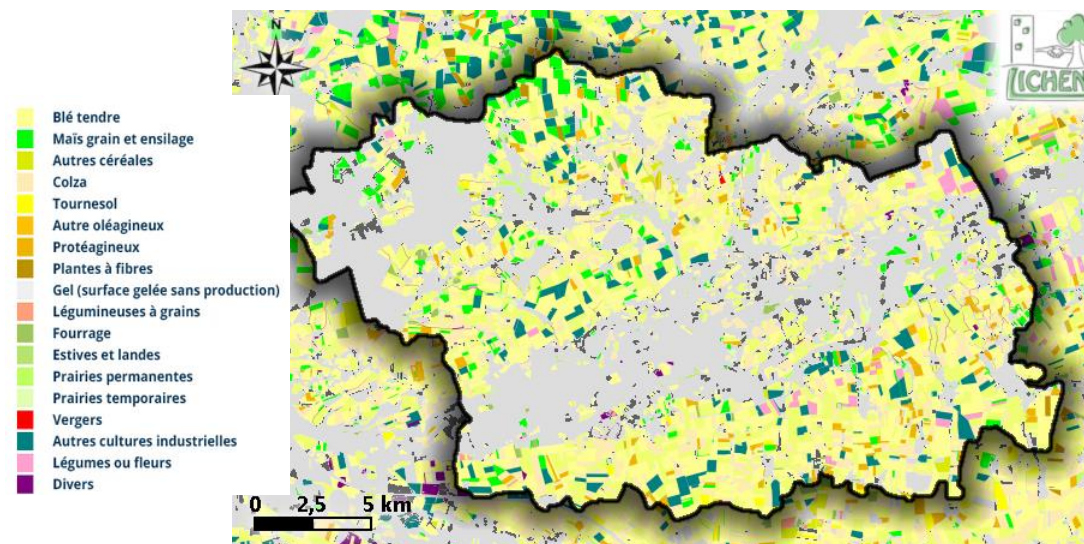 N
LICHEN
Blé tendre
Maïs grain et ensilage
Autres céréales
Colza
Tournesol
Autre oléagineux
Protéagineux
Plantes à fibres
Gel (surface gelée sans production)
Légumineuses à grains
Fourrage
Estives et landes
Prairies permanentes
Prairies temporaires
Vergers
Autres cultures industrielles
Légumes ou fleurs
Divers
0 2,5 5 km